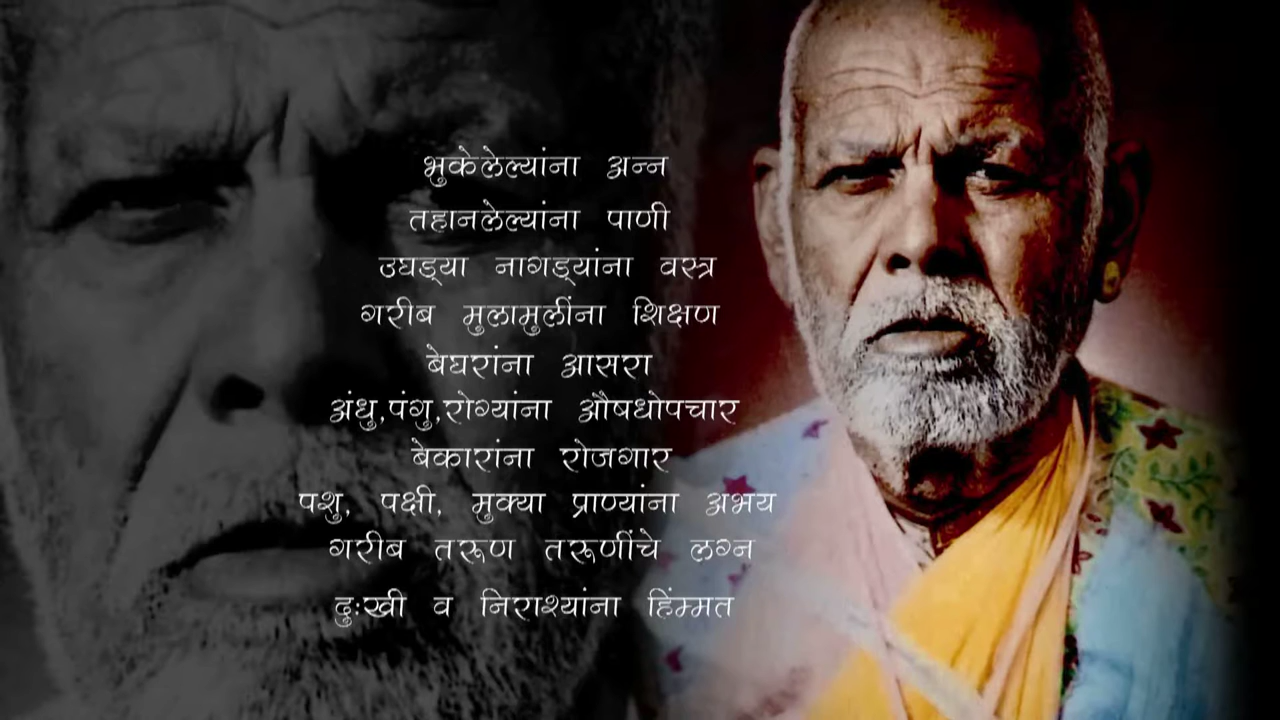 भुकेलेल्यांना अन्न
तहानलेल्यांना पाणी
उघड्या नागड्यांना वस्त्र
गरीब मुलामुलींना शिक्षण
बेघरांना आसरा
अंधु,पंगु,रोग्यांना औषधोपचार
बेकारांना रोजगार
पशु, पक्षी, मुक्या प्राण्यांना अभय
गरीब तरूण तरूणींचे लग्न
दुःखी व निराश्यांना हिंम्मत